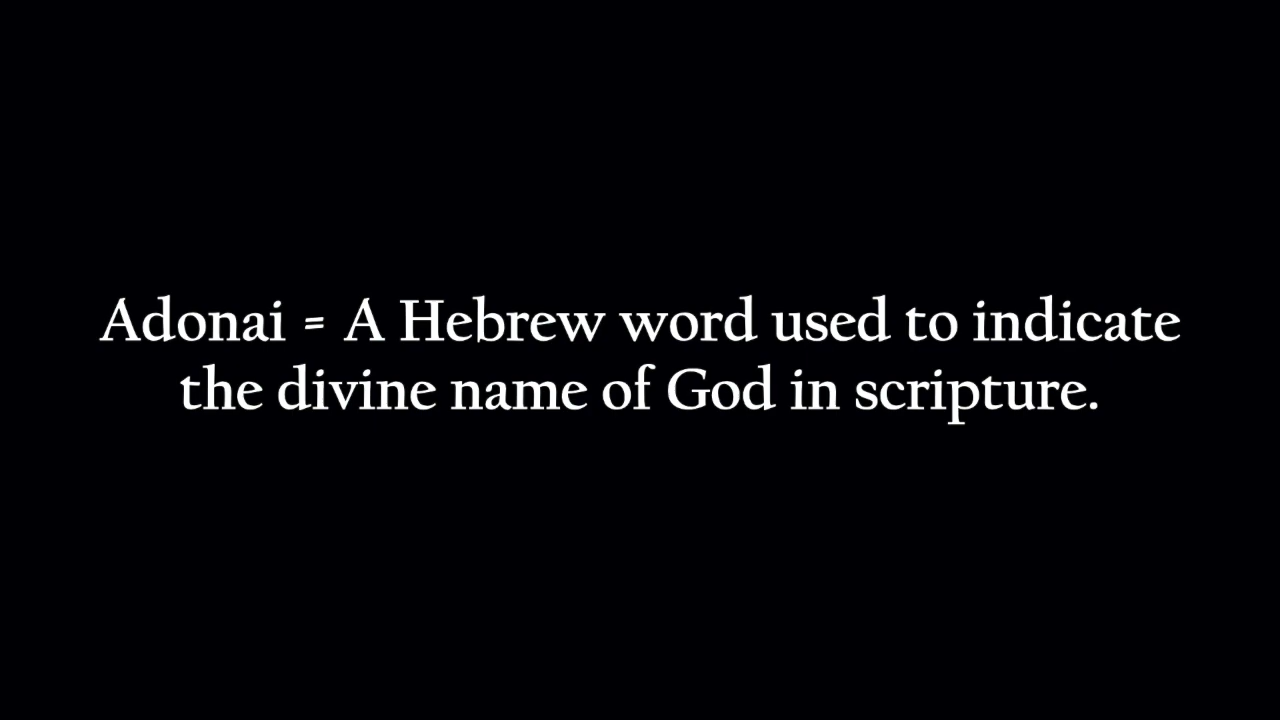 Adonai = A Hebrew word used to indicate
the divine name of God in scripture.